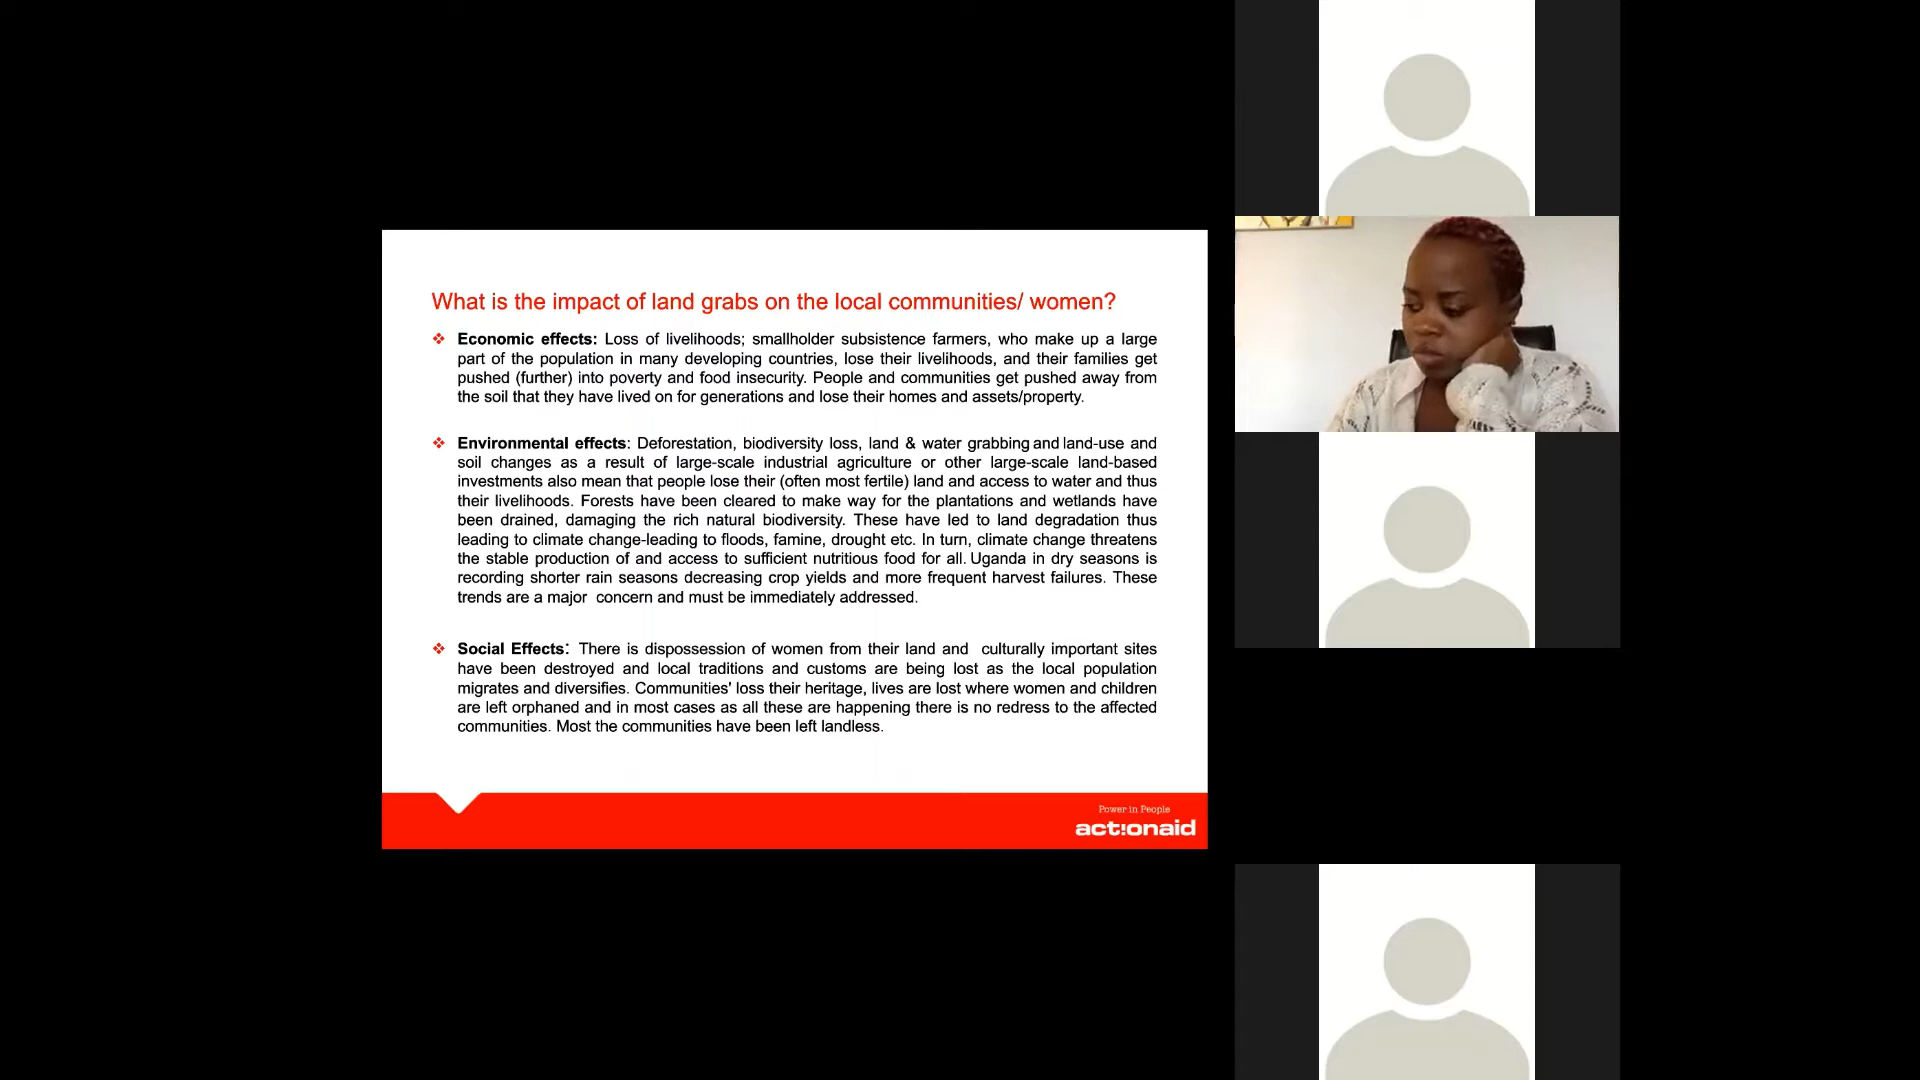 What is the impact of land grabs on the local communities/ women?
❖ Economic effects: Loss of livelihoods; smallholder subsistence farmers, who make up a large
part of the population in many developing countries, lose their livelihoods, and their families get
pushed (further) into poverty and food insecurity. People and communities get pushed away from
the soil that they have lived on for generations and lose their homes and assets/property.
❖ Environmental effects: Deforestation, biodiversity loss, land & water grabbing and land-use and
soil changes as a result of large-scale industrial agriculture or other large-scale land-based
investments also mean that people lose their (often most fertile) land and access to water and thus
their livelihoods. Forests have been cleared to make way for the plantations and wetlands have
been drained, damaging the rich natural biodiversity. These have led to land degradation thus
leading to climate change-leading to floods, famine, drought etc. In turn, climate change threatens
the stable production of and access to sufficient nutritious food for all. Uganda in dry seasons is
recording shorter rain seasons decreasing crop yields and more frequent harvest failures. These
trends are a major concern and must be immediately addressed.
❖ Social Effects: There is dispossession of women from their land and culturally important sites
have been destroyed and local traditions and customs are being lost as the local population
migrates and diversifies. Communities' loss their heritage, lives are lost where women and children
are left orphaned and in most cases as all these are happening there is no redress to the affected
communities. Most the communities have been left landless.
Power in People
act!onaid